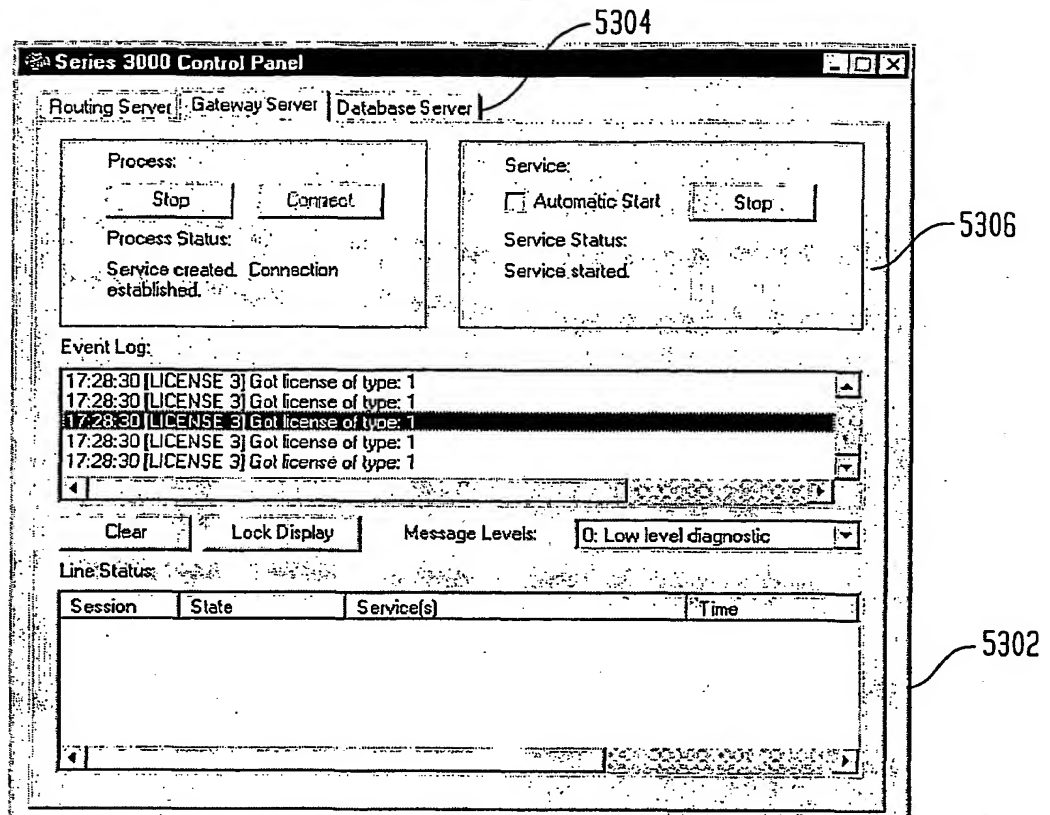 5304
Series 3000 Control Panel
Routing Server Gateway Server Database Server
Process:
Stop Connect
Process Status:
Service created. Connection
established.
Service:
Automatic Start Stop
Service Status:
Service started.
5306
Event Log:
17:28:30 [LICENSE 3] Got license of type: 1
17:28:30 [LICENSE 3] Got license of type: 1
17:28:30 [LICENSE 3] Got license of type: 1
17:28:30 [LICENSE 3] Got license of type: 1
17:28:30 [LICENSE 3] Got license of type: 1
Clear Lock Display Message Levels: 0: Low level diagnostic
Line Status:
Session State Service(s) Time
5302